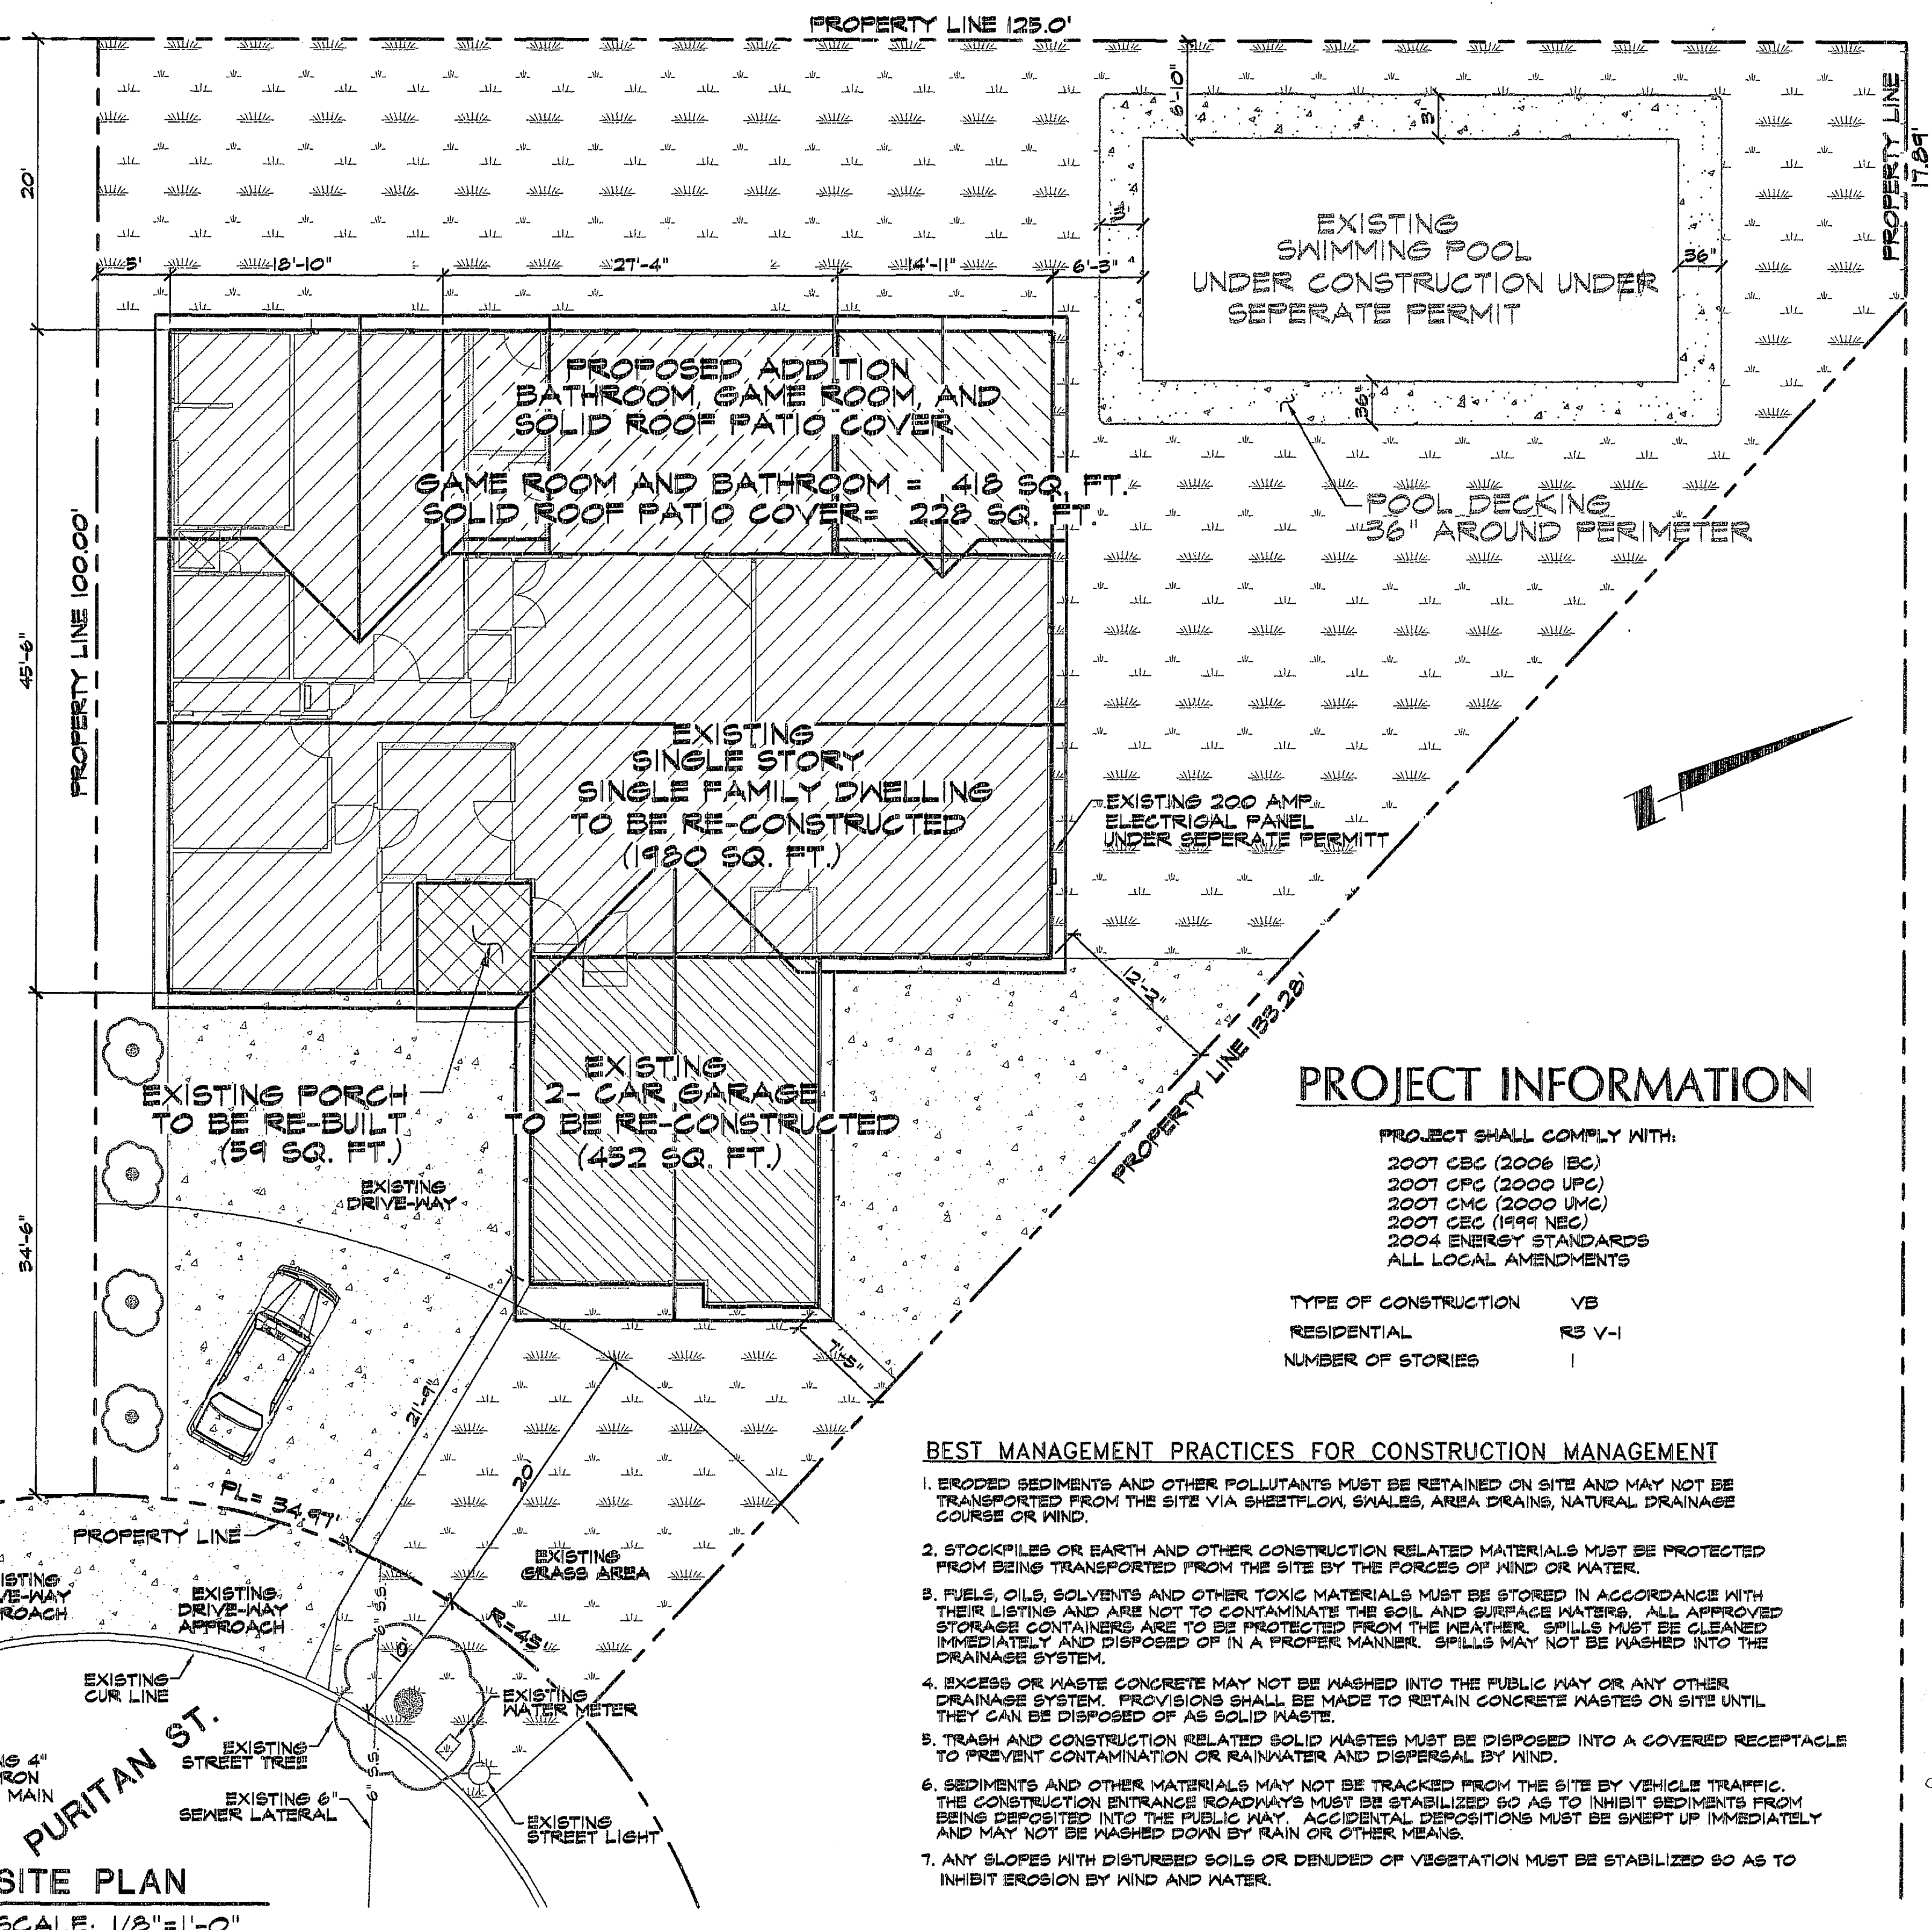 PROPERTY LINE 125.0'
PROPERTY LINE
17.89'
20'
6'-10"
3'
3'
EXISTING
SWIMMING POOL
UNDER CONSTRUCTION UNDER
SEPERATE PERMIT
36"
36"
5'
18'-10"
27'-4"
14'-11"
6'-3"
PROPOSED ADDITION
BATHROOM, GAME ROOM, AND
SOLID ROOF PATIO COVER
GAME ROOM AND BATHROOM = 418 SQ. FT.
SOLID ROOF PATIO COVER= 228 SQ. FT.
POOL DECKING
36" AROUND PERIMETER
PROPERTY LINE 100.00'
45'-6"
EXISTING
SINGLE STORY
SINGLE FAMILY DWELLING
TO BE RE-CONSTRUCTED
(1980 SQ. FT.)
EXISTING 200 AMP
ELECTRICAL PANEL
UNDER SEPERATE PERMITT
12'-2"
PROPERTY LINE 133.28'
EXISTING PORCH
TO BE RE-BUILT
(59 SQ. FT.)
EXISTING
2- CAR GARAGE
TO BE RE-CONSTRUCTED
(452 SQ. FT.)
EXISTING
DRIVE-WAY
34'-6"
21'-9"
20'
7'-5"
PL= 34.97'
PROPERTY LINE
EXISTING
GRASS AREA
R=45'
10'
6" S.S.
6" S.S.
ISTING
VE-WAY
ROACH
EXISTING
DRIVE-WAY
APPROACH
EXISTING
CUR LINE
EXISTING
WATER METER
EXISTING
STREET TREE
EXISTING 6"
SEWER LATERAL
EXISTING
STREET LIGHT
NG 4"
RON
MAIN
PURITAN ST.
SITE PLAN
SCALE: 1/8"=1'-0"
PROJECT INFORMATION
PROJECT SHALL COMPLY WITH:
2007 CBC (2006 IBC)
2007 CPC (2000 UPC)
2007 CMC (2000 UMC)
2007 CEC (1999 NEC)
2004 ENERGY STANDARDS
ALL LOCAL AMENDMENTS
TYPE OF CONSTRUCTION VB
RESIDENTIAL R3 V-1
NUMBER OF STORIES 1
BEST MANAGEMENT PRACTICES FOR CONSTRUCTION MANAGEMENT
1. ERODED SEDIMENTS AND OTHER POLLUTANTS MUST BE RETAINED ON SITE AND MAY NOT BE
TRANSPORTED FROM THE SITE VIA SHEETFLOW, SWALES, AREA DRAINS, NATURAL DRAINAGE
COURSE OR WIND.
2. STOCKPILES OR EARTH AND OTHER CONSTRUCTION RELATED MATERIALS MUST BE PROTECTED
FROM BEING TRANSPORTED FROM THE SITE BY THE FORCES OF WIND OR WATER.
3. FUELS, OILS, SOLVENTS AND OTHER TOXIC MATERIALS MUST BE STORED IN ACCORDANCE WITH
THEIR LISTING AND ARE NOT TO CONTAMINATE THE SOIL AND SURFACE WATERS. ALL APPROVED
STORAGE CONTAINERS ARE TO BE PROTECTED FROM THE WEATHER. SPILLS MUST BE CLEANED
IMMEDIATELY AND DISPOSED OF IN A PROPER MANNER. SPILLS MAY NOT BE WASHED INTO THE
DRAINAGE SYSTEM.
4. EXCESS OR WASTE CONCRETE MAY NOT BE WASHED INTO THE PUBLIC WAY OR ANY OTHER
DRAINAGE SYSTEM. PROVISIONS SHALL BE MADE TO RETAIN CONCRETE WASTES ON SITE UNTIL
THEY CAN BE DISPOSED OF AS SOLID WASTE.
5. TRASH AND CONSTRUCTION RELATED SOLID WASTES MUST BE DISPOSED INTO A COVERED RECEPTACLE
TO PREVENT CONTAMINATION OR RAINWATER AND DISPERSAL BY WIND.
6. SEDIMENTS AND OTHER MATERIALS MAY NOT BE TRACKED FROM THE SITE BY VEHICLE TRAFFIC.
THE CONSTRUCTION ENTRANCE ROADWAYS MUST BE STABILIZED SO AS TO INHIBIT SEDIMENTS FROM
BEING DEPOSITED INTO THE PUBLIC WAY. ACCIDENTAL DEPOSITIONS MUST BE SWEPT UP IMMEDIATELY
AND MAY NOT BE WASHED DOWN BY RAIN OR OTHER MEANS.
7. ANY SLOPES WITH DISTURBED SOILS OR DENUDED OF VEGETATION MUST BE STABILIZED SO AS TO
INHIBIT EROSION BY WIND AND WATER.